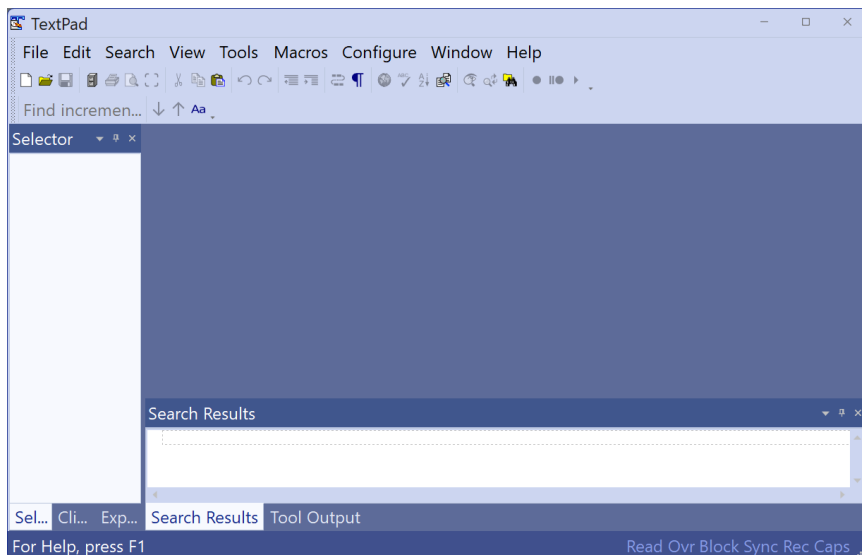 TextPad
File Edit Search View Tools Macros Configure Window Help
Find incremen... Aa
Selector
Search Results
Sel... Cli... Exp... Search Results Tool Output
For Help, press F1 Read Ovr Block Sync Rec Caps